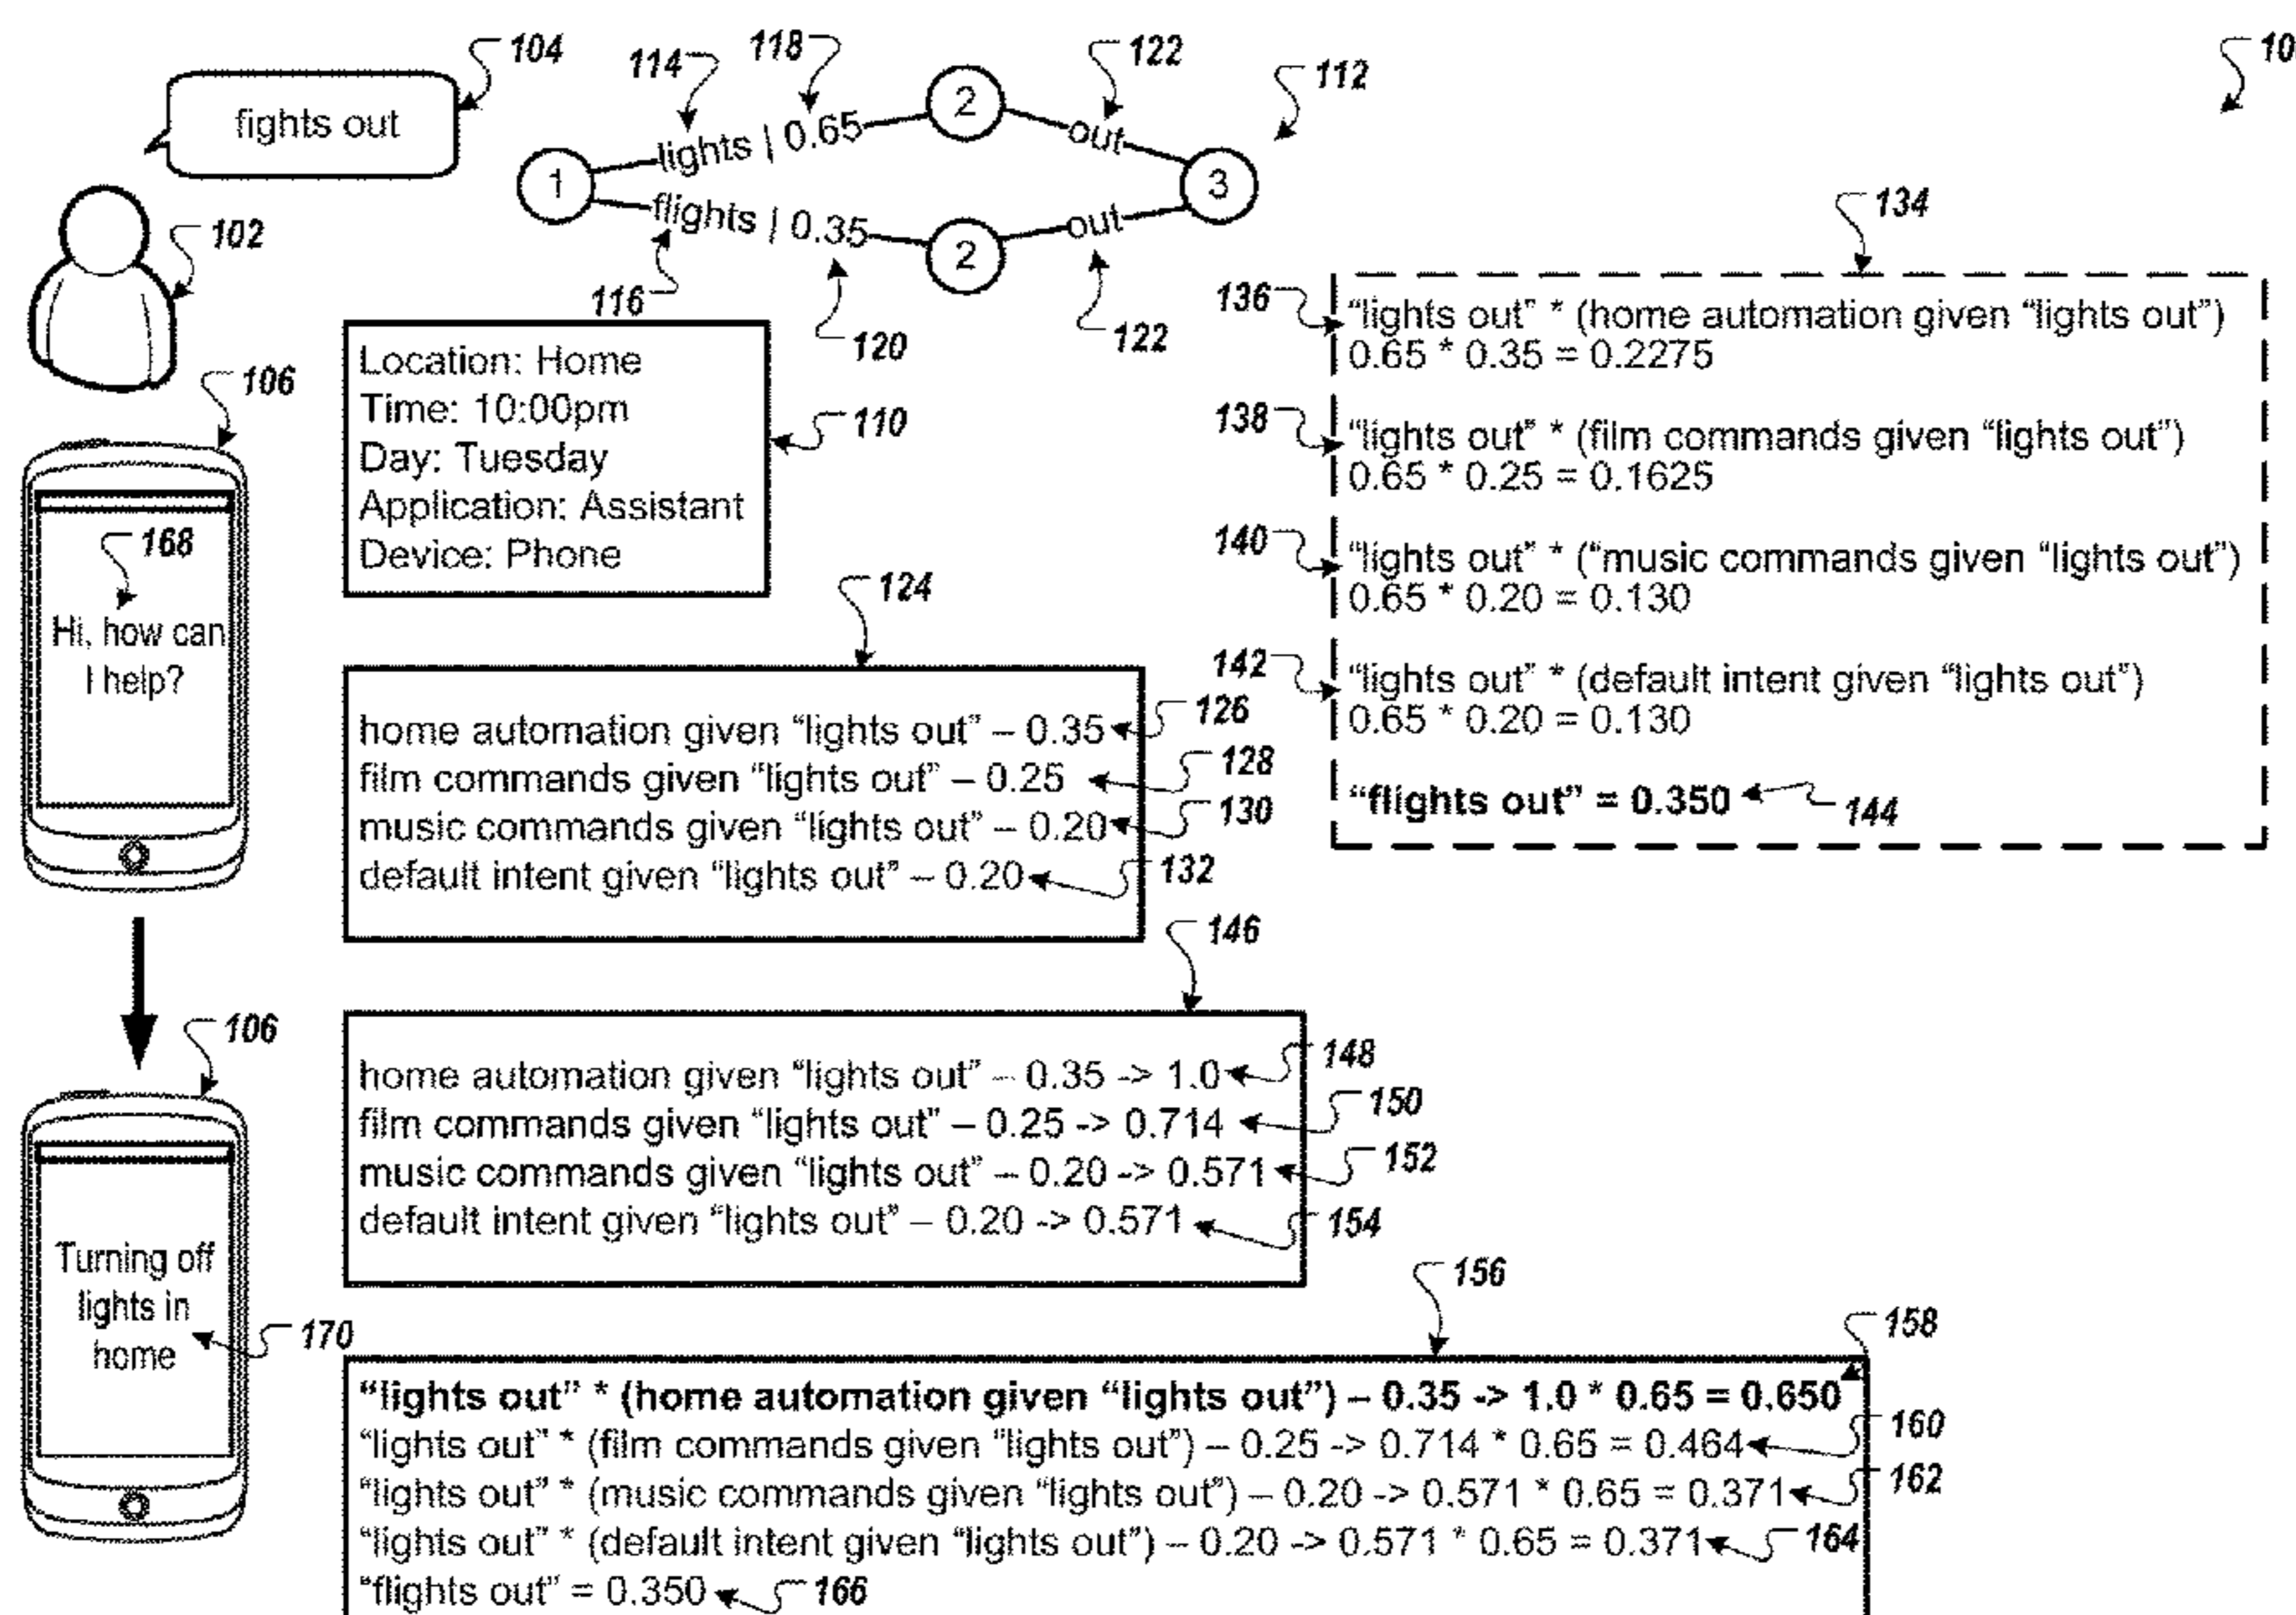 104
fights out
102
106
168
Hi, how can
I help?
106
Turning off
lights in
home
170
114
118
122
112
10
1
lights | 0.65
2
out
3
flights | 0.35
2
out
116
120
122
Location: Home
Time: 10:00pm
Day: Tuesday
Application: Assistant
Device: Phone
110
134
136
"lights out" * (home automation given "lights out")
0.65 * 0.35 = 0.2275
138
"lights out" * (film commands given "lights out")
0.65 * 0.25 = 0.1625
140
"lights out" * ("music commands given "lights out")
0.65 * 0.20 = 0.130
142
"lights out" * (default intent given "lights out")
0.65 * 0.20 = 0.130
"flights out" = 0.350
144
124
home automation given "lights out" – 0.35
126
film commands given "lights out" – 0.25
128
music commands given "lights out" – 0.20
130
default intent given "lights out" – 0.20
132
146
home automation given "lights out" – 0.35 -> 1.0
148
film commands given "lights out" – 0.25 -> 0.714
150
music commands given "lights out" – 0.20 -> 0.571
152
default intent given "lights out" – 0.20 -> 0.571
154
156
158
"lights out" * (home automation given "lights out") – 0.35 -> 1.0 * 0.65 = 0.650
"lights out" * (film commands given "lights out") – 0.25 -> 0.714 * 0.65 = 0.464
160
"lights out" * (music commands given "lights out") – 0.20 -> 0.571 * 0.65 = 0.371
162
"lights out" * (default intent given "lights out") – 0.20 -> 0.571 * 0.65 = 0.371
164
"flights out" = 0.350
166